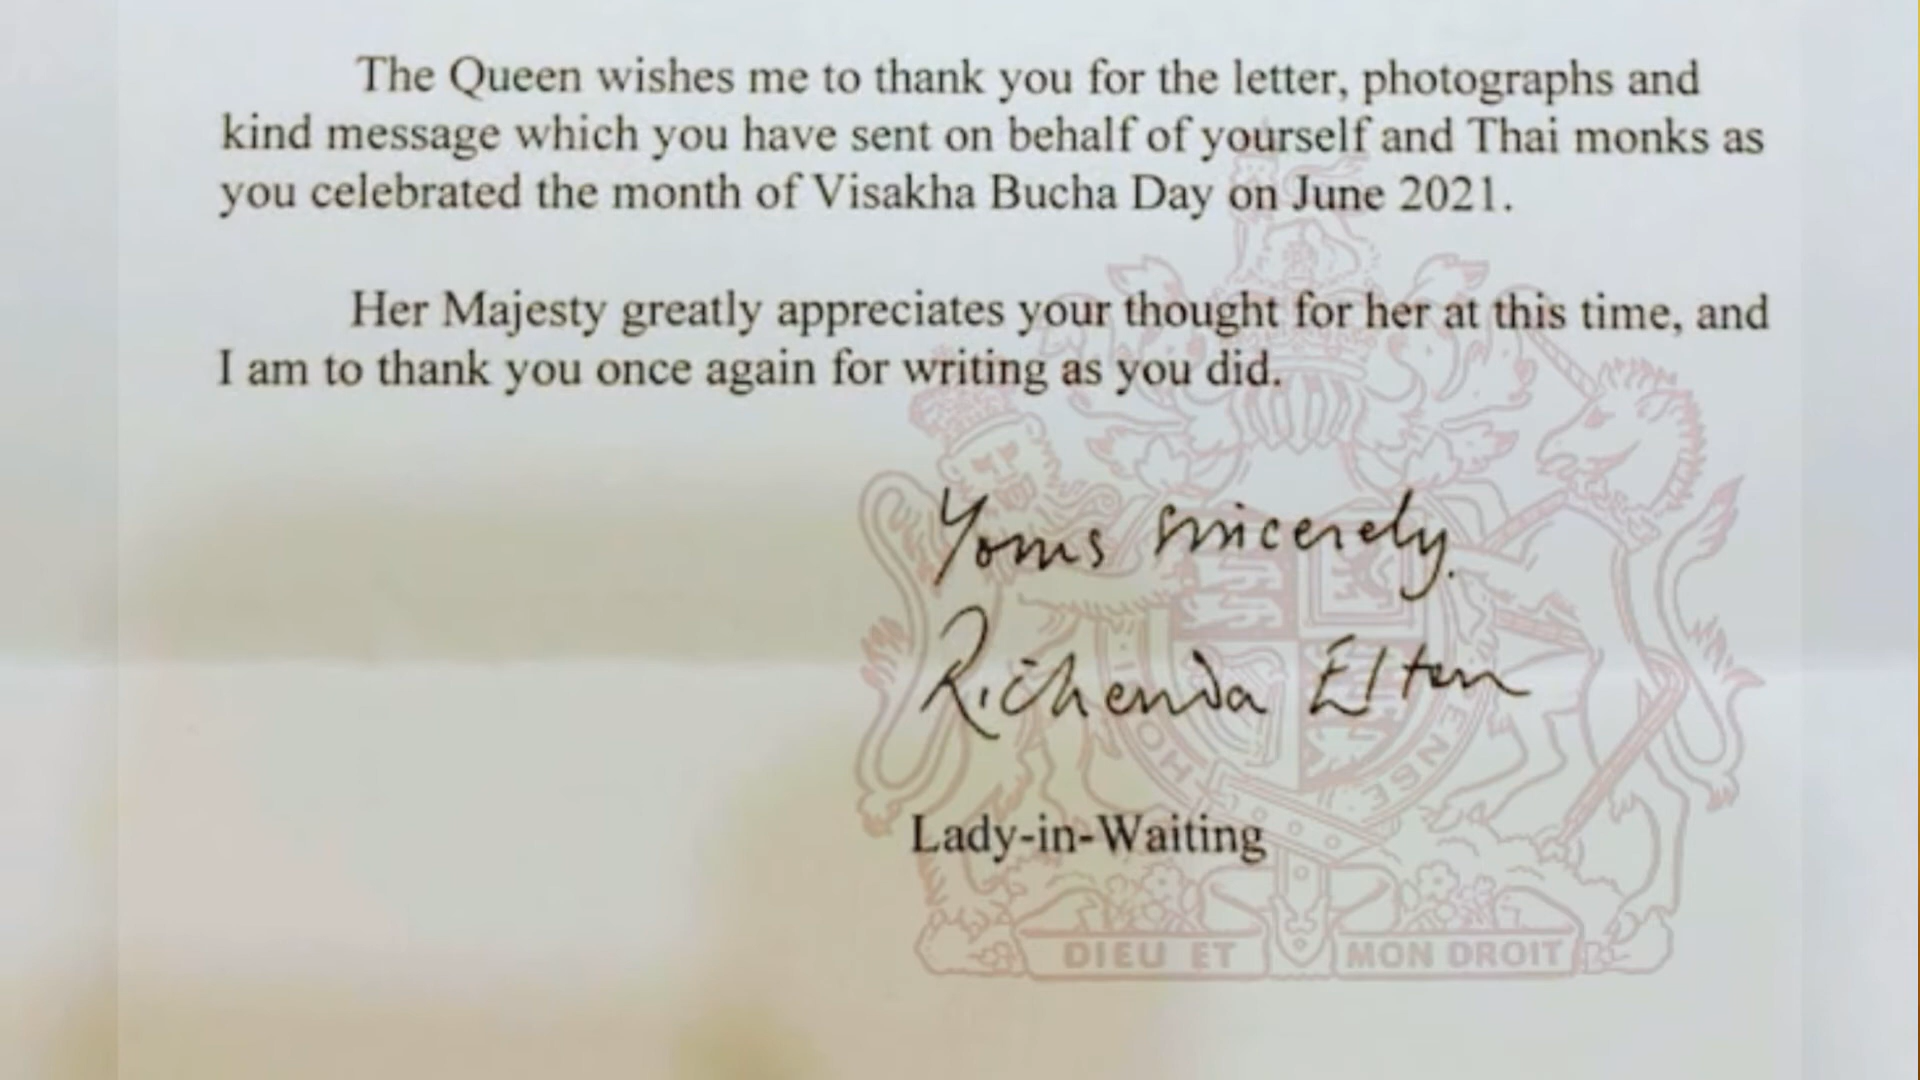 The Queen wishes me to thank you for the letter, photographs and
kind message which you have sent on behalf of yourself and Thai monks as
you celebrated the month of Visakha Bucha Day on June 2021.
Her Majesty greatly appreciates your thought for her at this time, and
I am to thank you once again for writing as you did.
Yours sincerely.
Richenda Elton
Lady-in-Waiting
DIEU ET MON DROIT